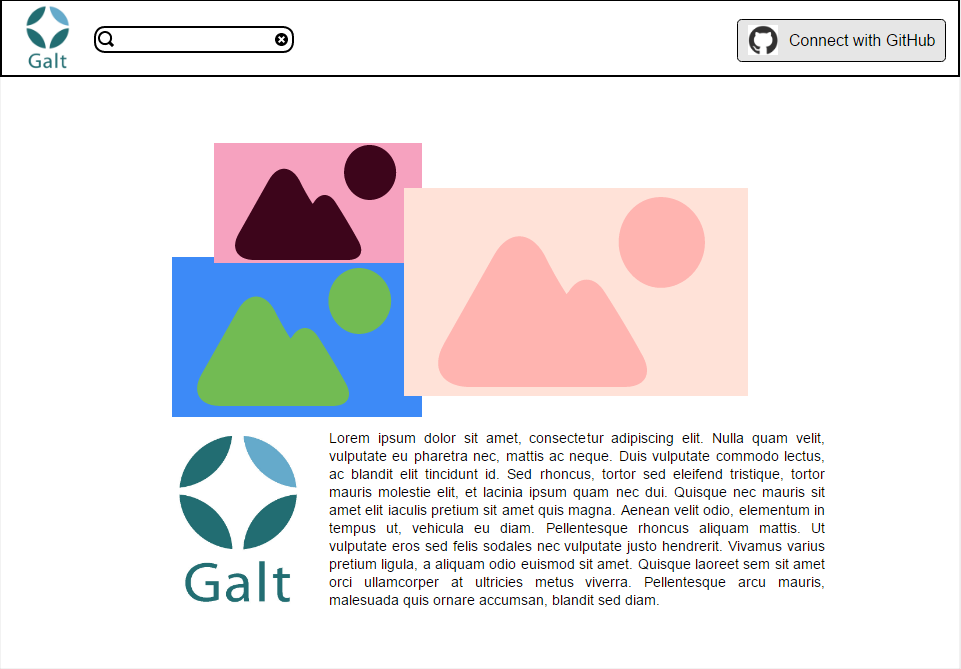 Galt
Connect with GitHub
Lorem ipsum dolor sit amet, consectetur adipiscing elit. Nulla quam velit,
vulputate eu pharetra nec, mattis ac neque. Duis vulputate commodo lectus,
ac blandit elit tincidunt id. Sed rhoncus, tortor sed eleifend tristique, tortor
mauris molestie elit, et lacinia ipsum quam nec dui. Quisque nec mauris sit
amet elit iaculis pretium sit amet quis magna. Aenean velit odio, elementum in
tempus ut, vehicula eu diam. Pellentesque rhoncus aliquam mattis. Ut
vulputate eros sed felis sodales nec vulputate justo hendrerit. Vivamus varius
pretium ligula, a aliquam odio euismod sit amet. Quisque laoreet sem sit amet
orci ullamcorper at ultricies metus viverra. Pellentesque arcu mauris,
malesuada quis ornare accumsan, blandit sed diam.
Galt